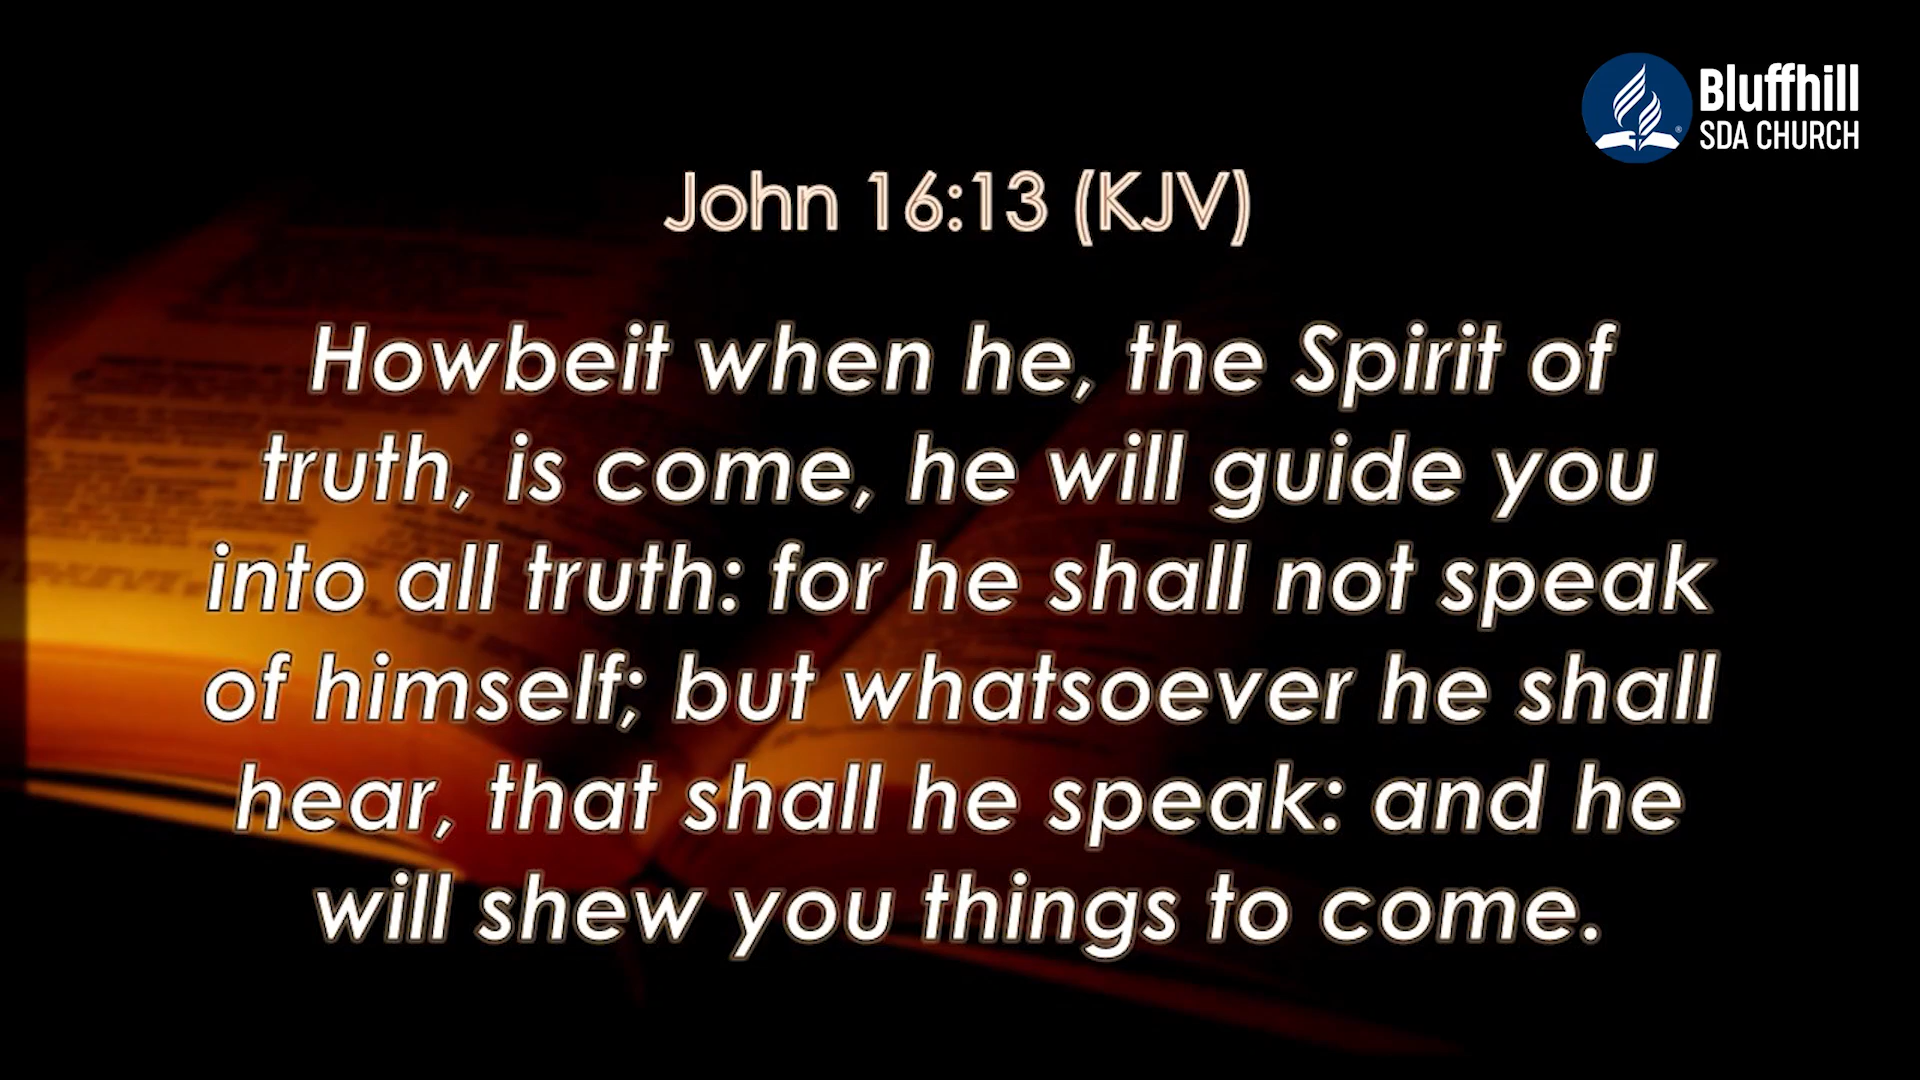 Bluffhill
SDA CHURCH
John 16:13 (KJV)
Howbeit when he, the Spirit of
truth, is come, he will guide you
into all truth: for he shall not speak
of himself; but whatsoever he shall
hear, that shall he speak: and he
will shew you things to come.